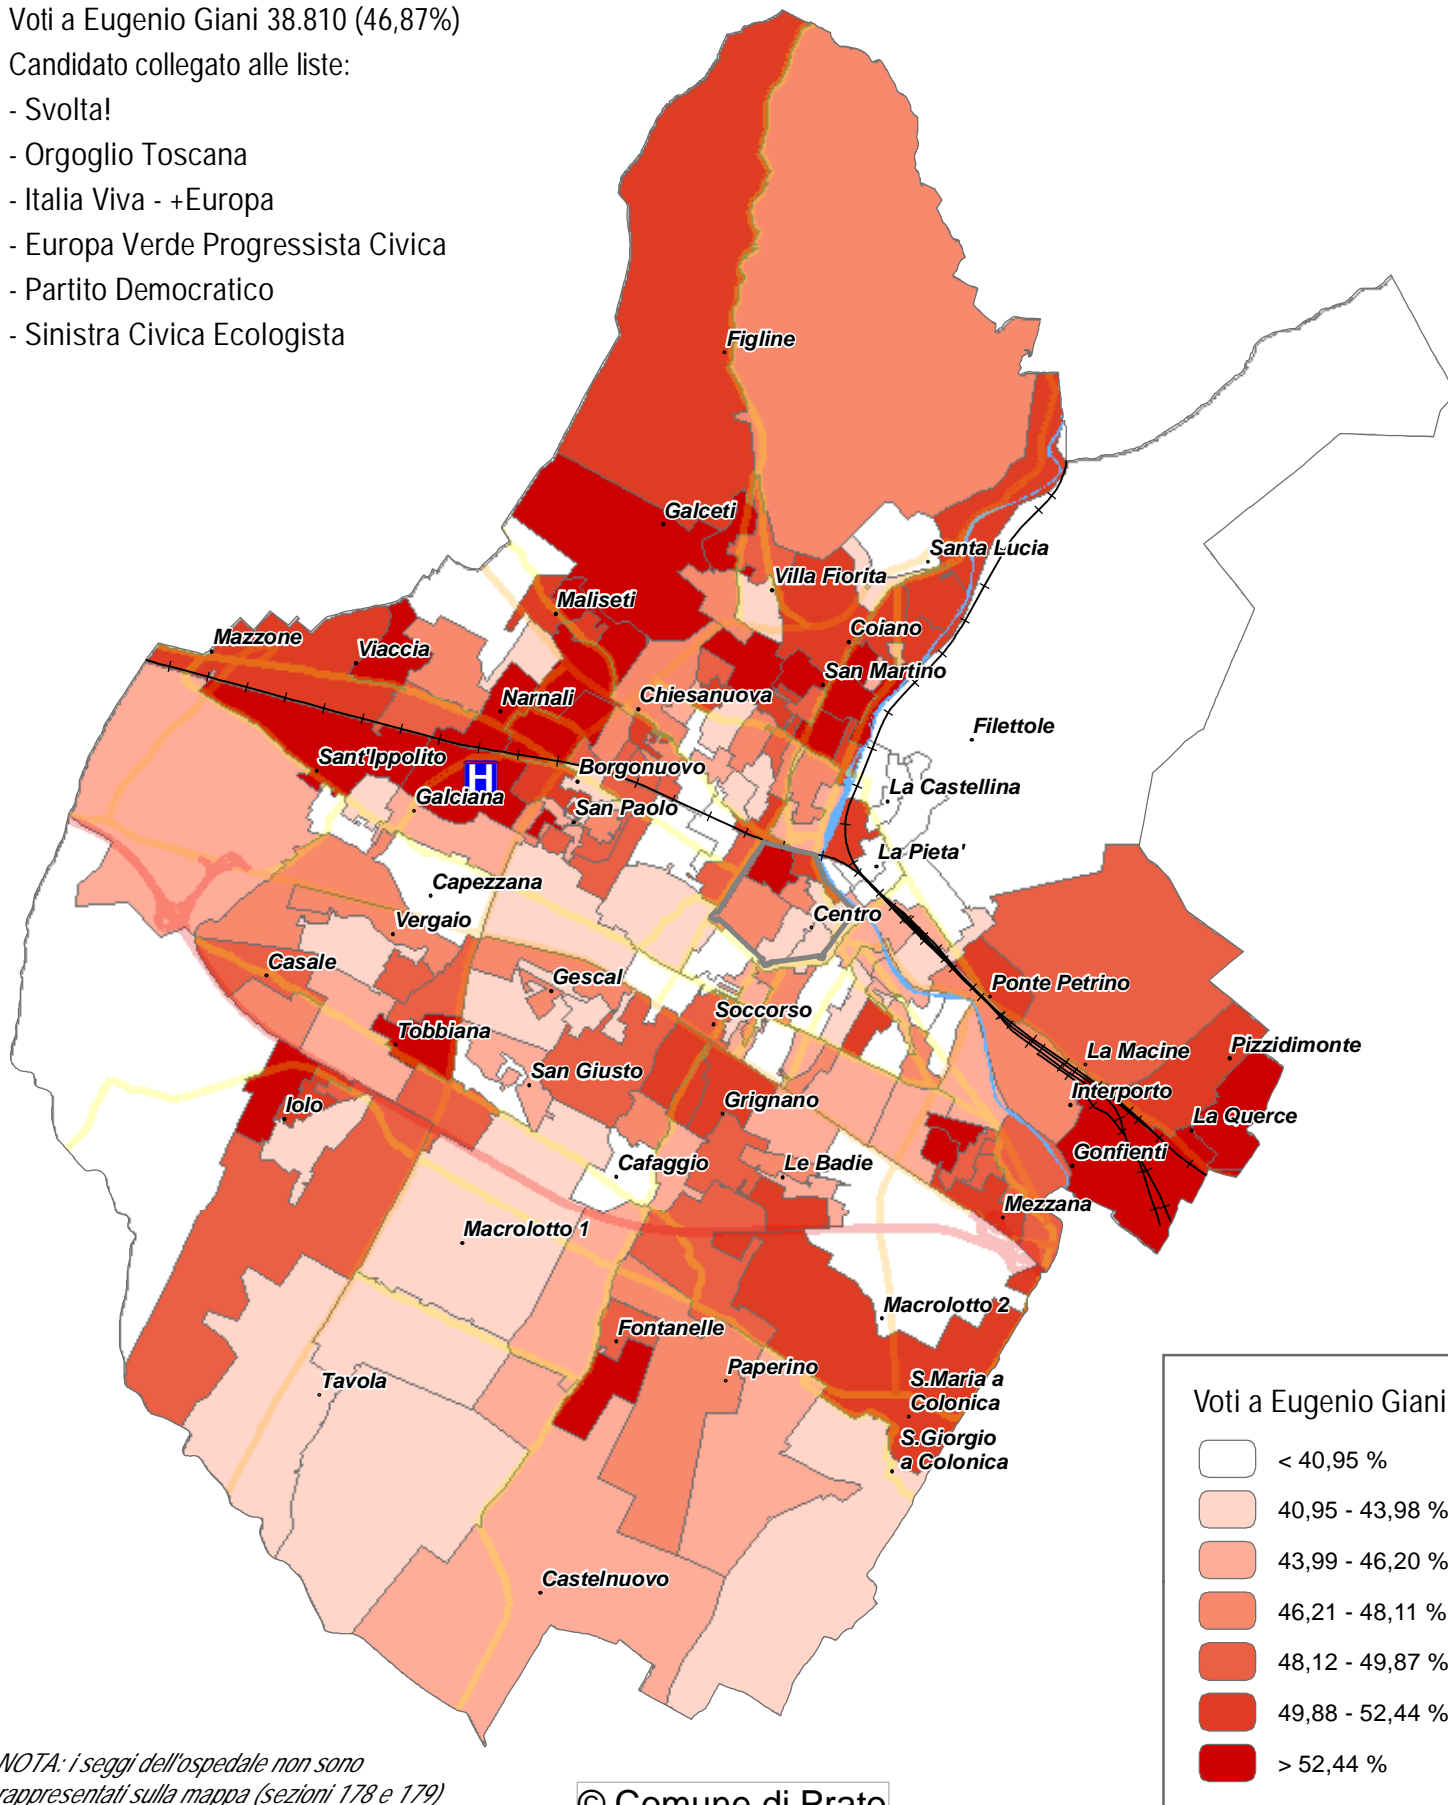 Voti a Eugenio Giani 38.810 (46,87%)
Candidato collegato alle liste:
- Svolta!
- Orgoglio Toscana
- Italia Viva - +Europa
- Europa Verde Progressista Civica
- Partito Democratico
- Sinistra Civica Ecologista
Figline
Galceti
Santa Lucia
Villa Fiorita
Maliseti
Coiano
Mazzone
Viaccia
San Martino
Narnali
Chiesanuova
Filettole
Sant'Ippolito
H
Borgonuovo
La Castellina
Galciana
San Paolo
La Pieta'
Capezzana
Centro
Vergaio
Casale
Gescal
Ponte Petrino
Soccorso
Tobbiana
La Macine
Pizzidimonte
San Giusto
Interporto
Iolo
Grignano
La Querce
Gonfienti
Cafaggio
Le Badie
Mezzana
Macrolotto 1
Macrolotto 2
Fontanelle
Paperino
Tavola
S.Maria a
Colonica
S.Giorgio
a Colonica
Castelnuovo
Voti a Eugenio Giani
< 40,95 %
40,95 - 43,98 %
43,99 - 46,20 %
46,21 - 48,11 %
48,12 - 49,87 %
49,88 - 52,44 %
> 52,44 %
NOTA: i seggi dell'ospedale non sono
rappresentati sulla mappa (sezioni 178 e 179)
© Comune di Prato